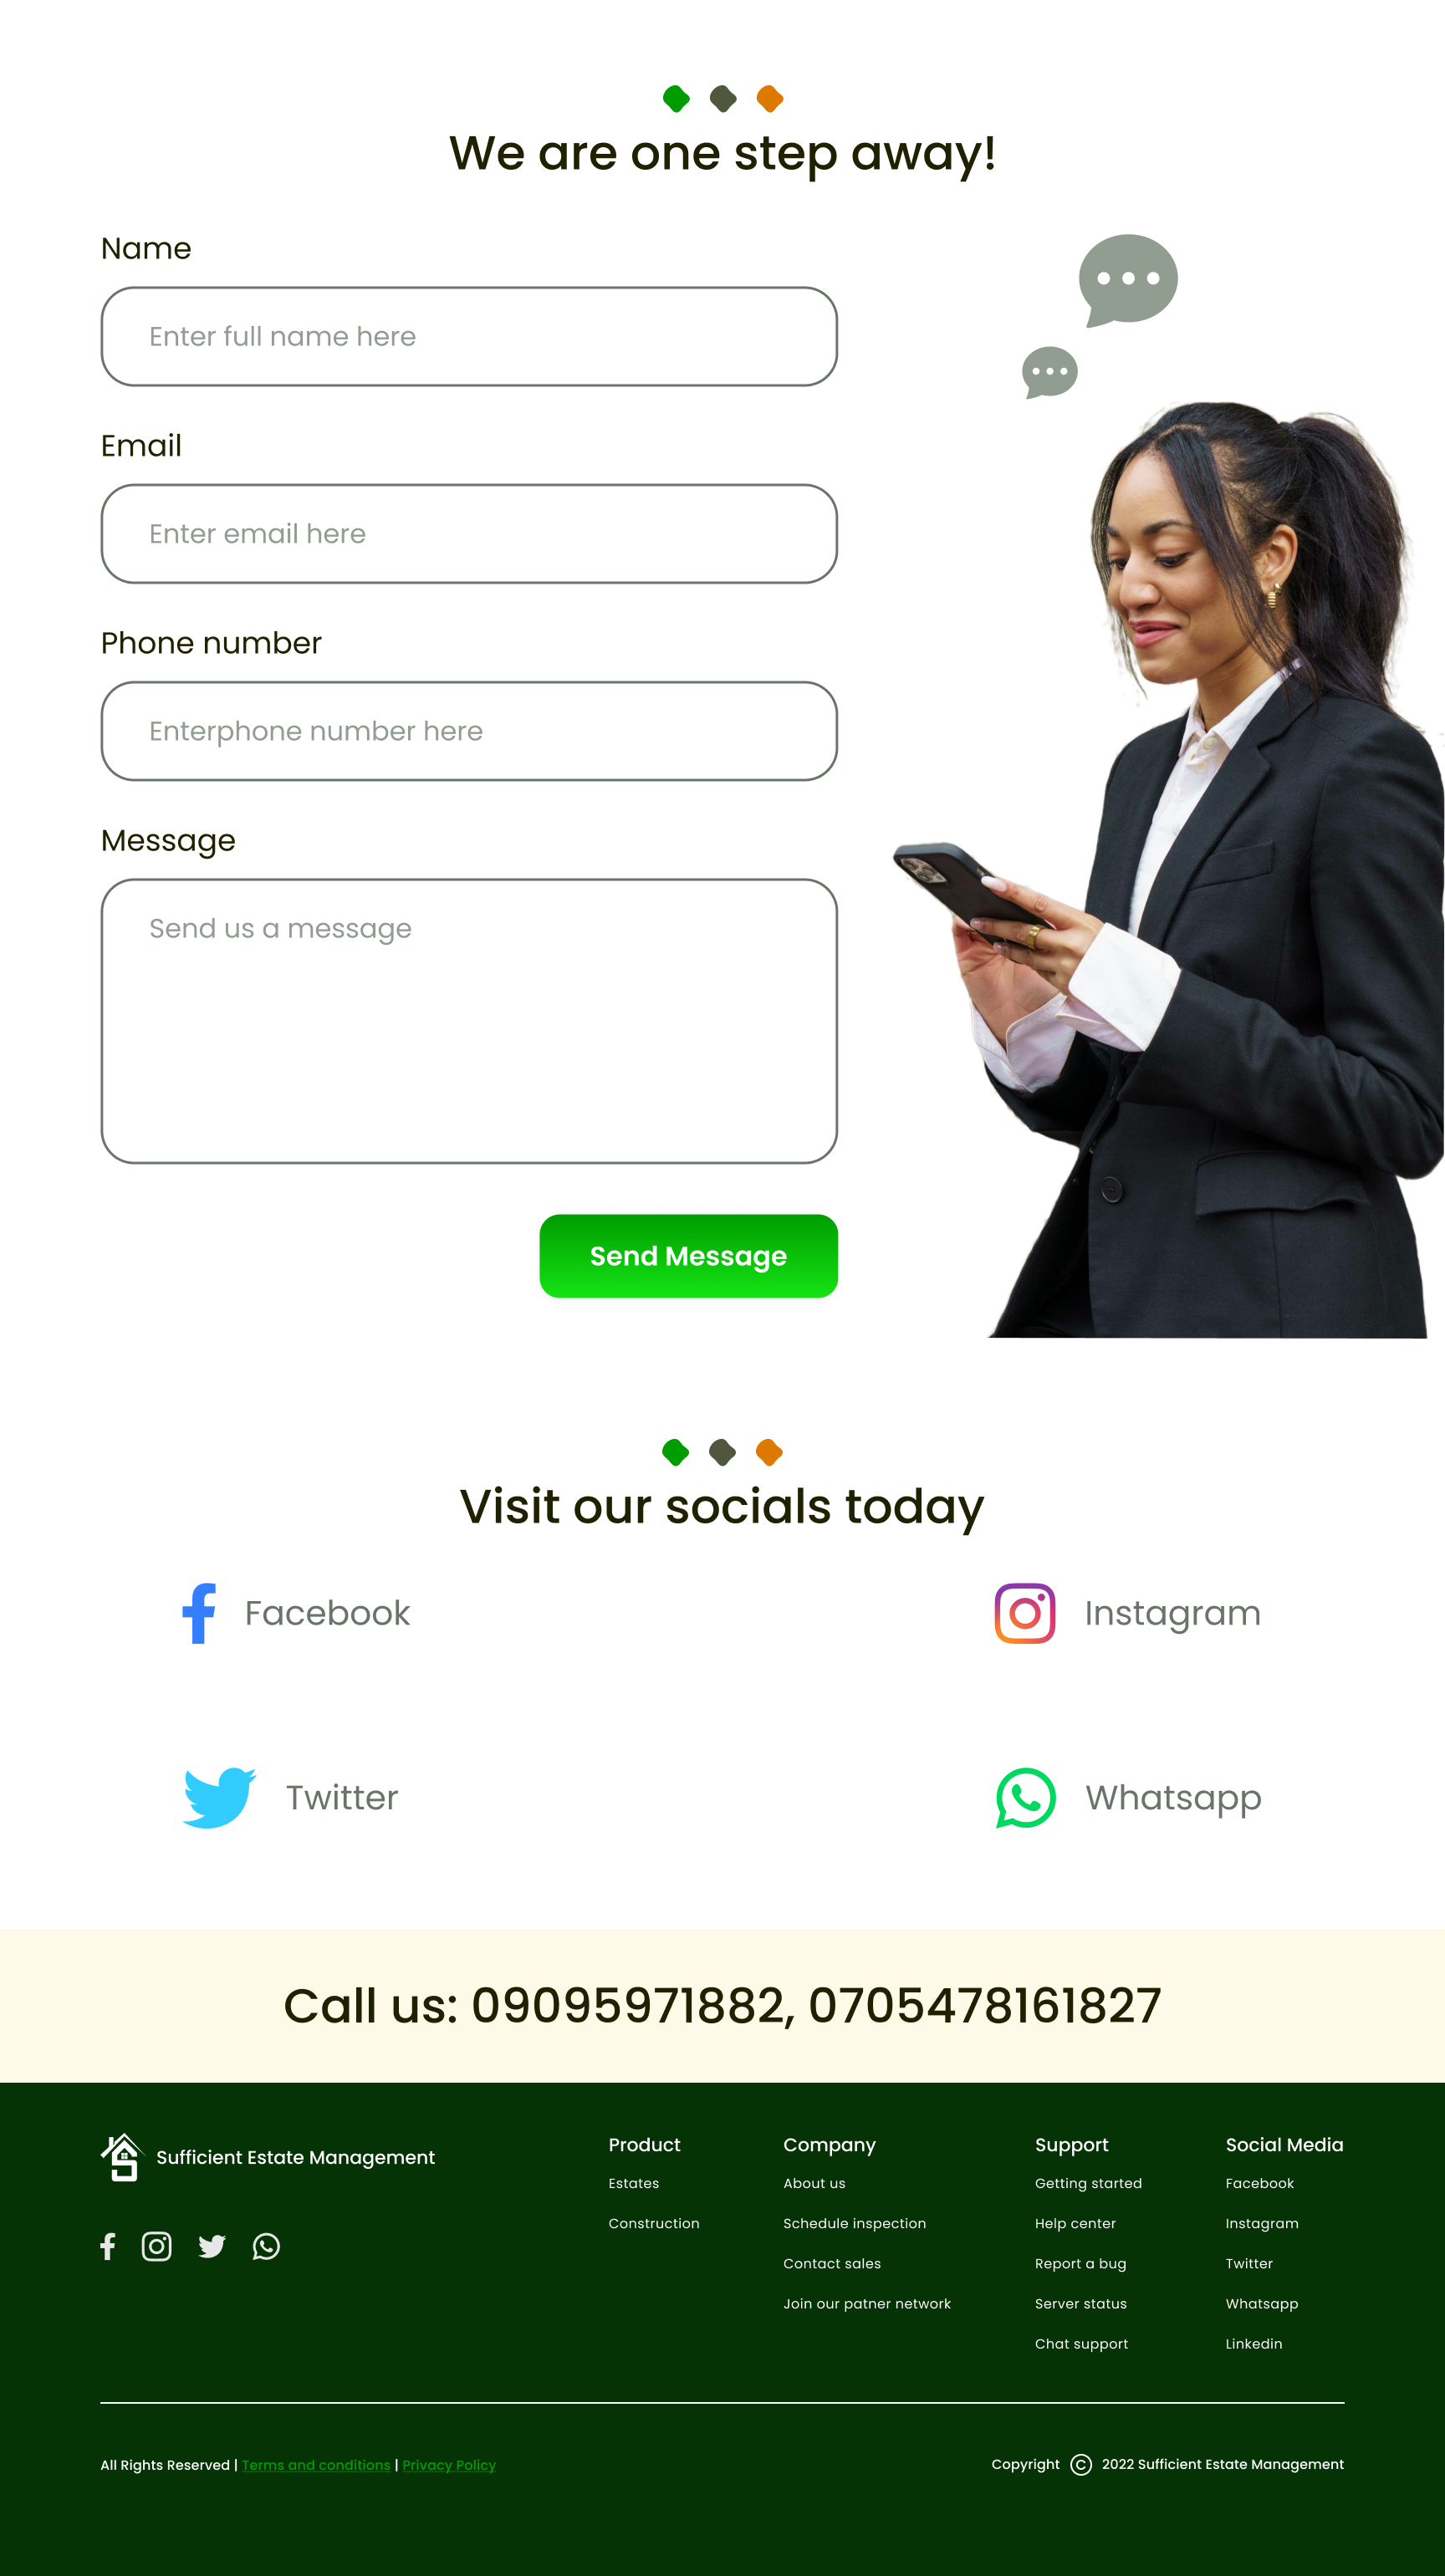 We are one step away!
Name
Enter full name here
Email
Enter email here
Phone number
Enterphone number here
Message
Send us a message
Send Message
Visit our socials today
Facebook
Instagram
Twitter
Whatsapp
Call us: 09095971882, 0705478161827
Sufficient Estate Management
Product
Estates
Construction
Company
About us
Schedule inspection
Contact sales
Join our patner network
Support
Getting started
Help center
Report a bug
Server status
Chat support
Social Media
Facebook
Instagram
Twitter
Whatsapp
Linkedin
All Rights Reserved | Terms and conditions | Privacy Policy
Copyright © 2022 Sufficient Estate Management